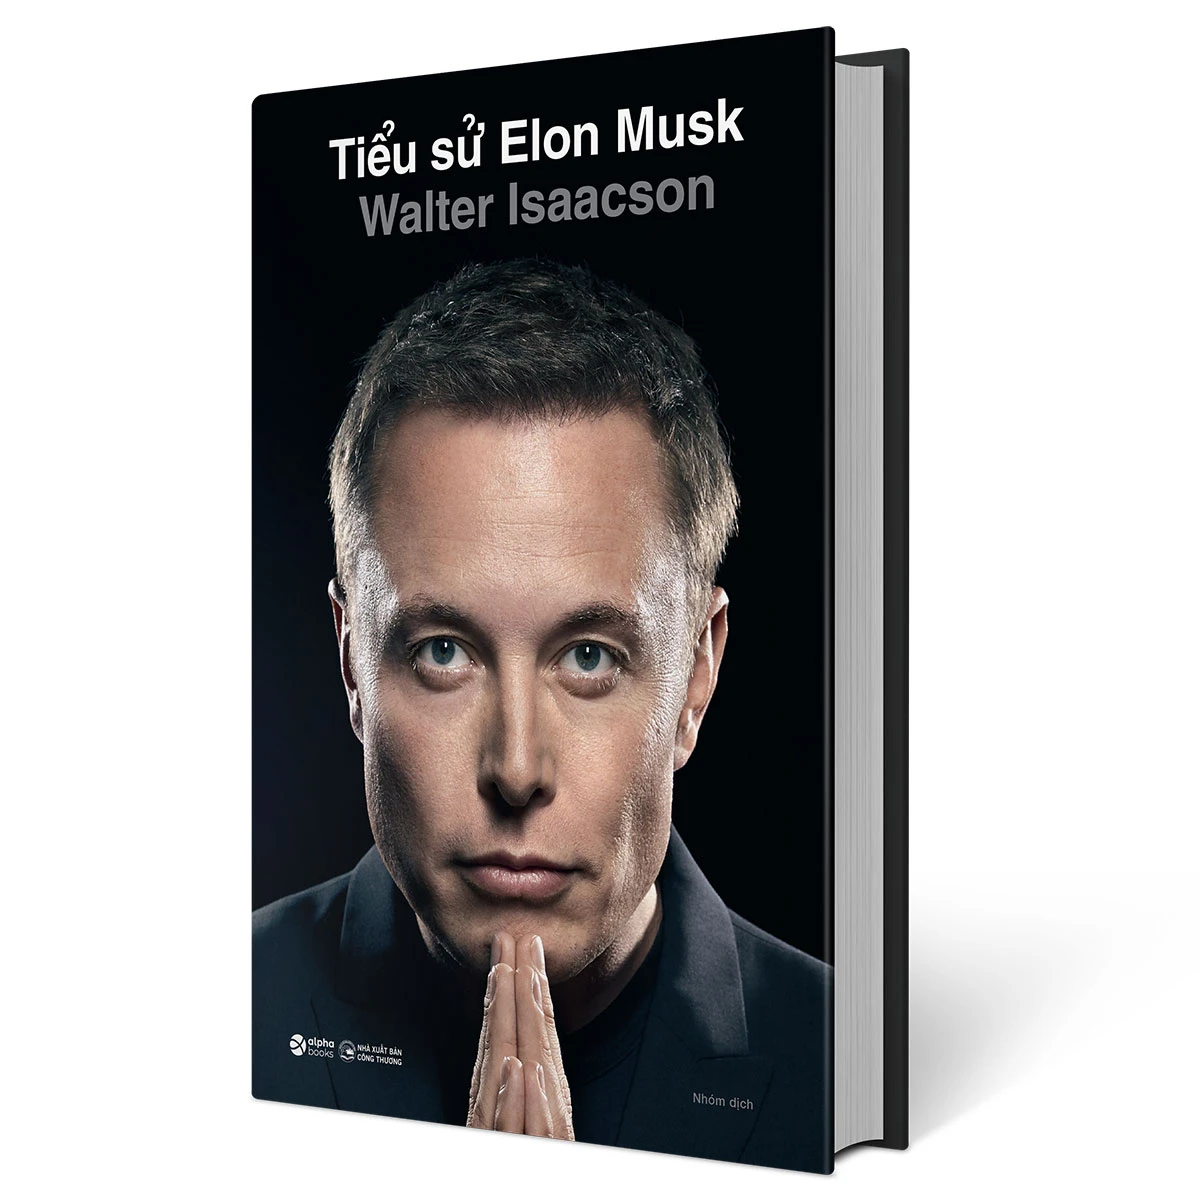 Tiểu sử Elon Musk
Walter Isaacson
alpha
books
NHÀ XUẤT BẢN
CÔNG THƯƠNG
Nhóm dịch